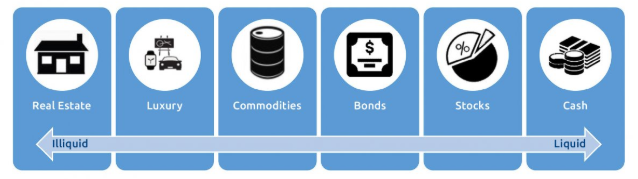 $
%
Real Estate
Luxury
Commodities
Bonds
Stocks
Cash
Illiquid
Liquid